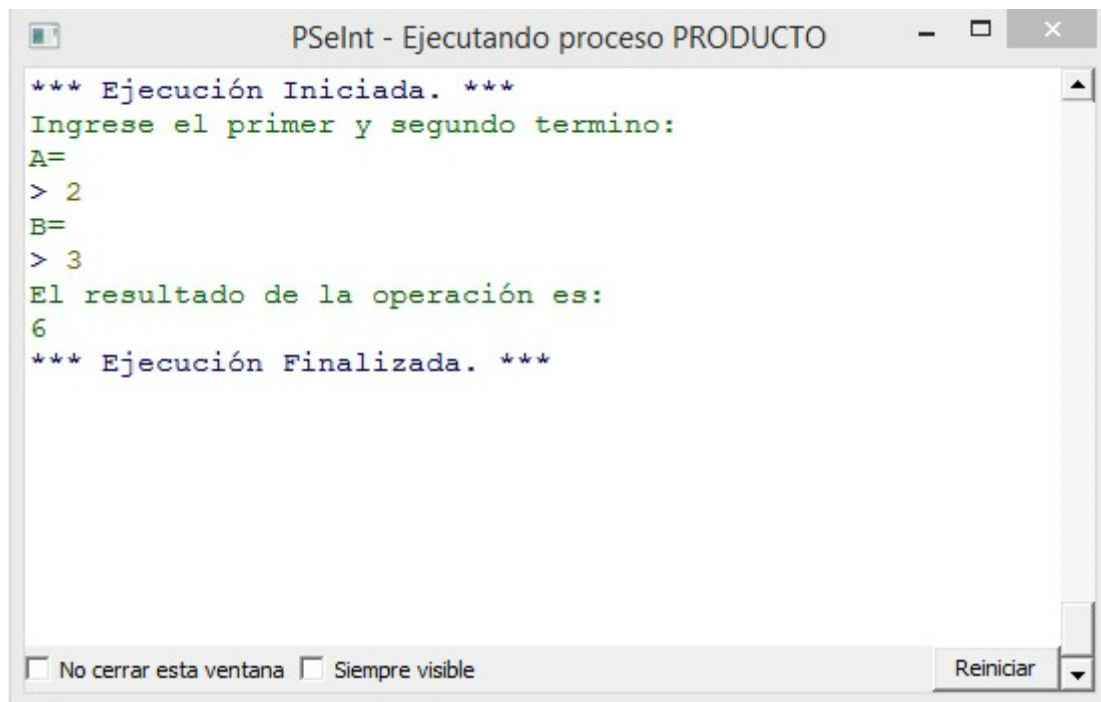 PSeInt - Ejecutando proceso PRODUCTO
*** Ejecución Iniciada. ***
Ingrese el primer y segundo termino:
A=
> 2
B=
> 3
El resultado de la operación es:
6
*** Ejecución Finalizada. ***
No cerrar esta ventana Siempre visible Reiniciar